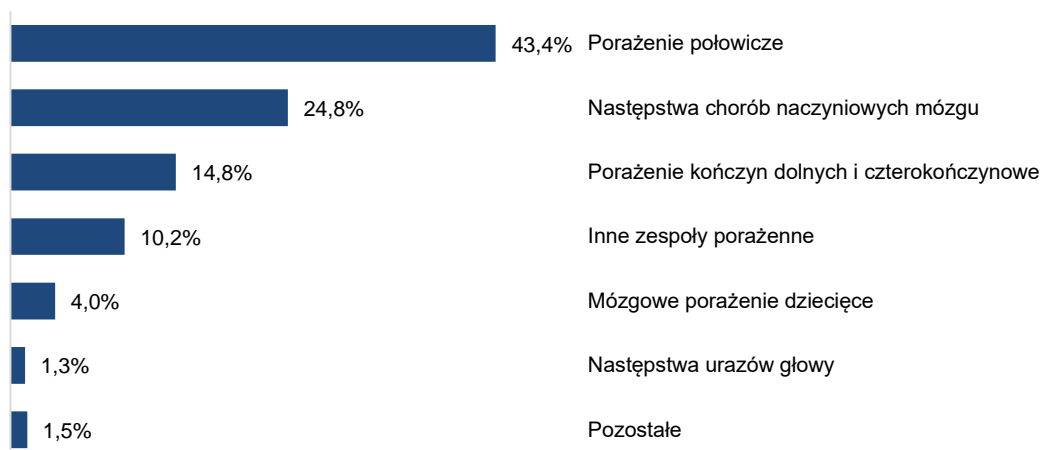 43,4% Porażenie połowicze
24,8% Następstwa chorób naczyniowych mózgu
14,8% Porażenie kończyn dolnych i czterokończynowe
10,2% Inne zespoły porażenne
4,0% Mózgowe porażenie dziecięce
1,3% Następstwa urazów głowy
1,5% Pozostałe